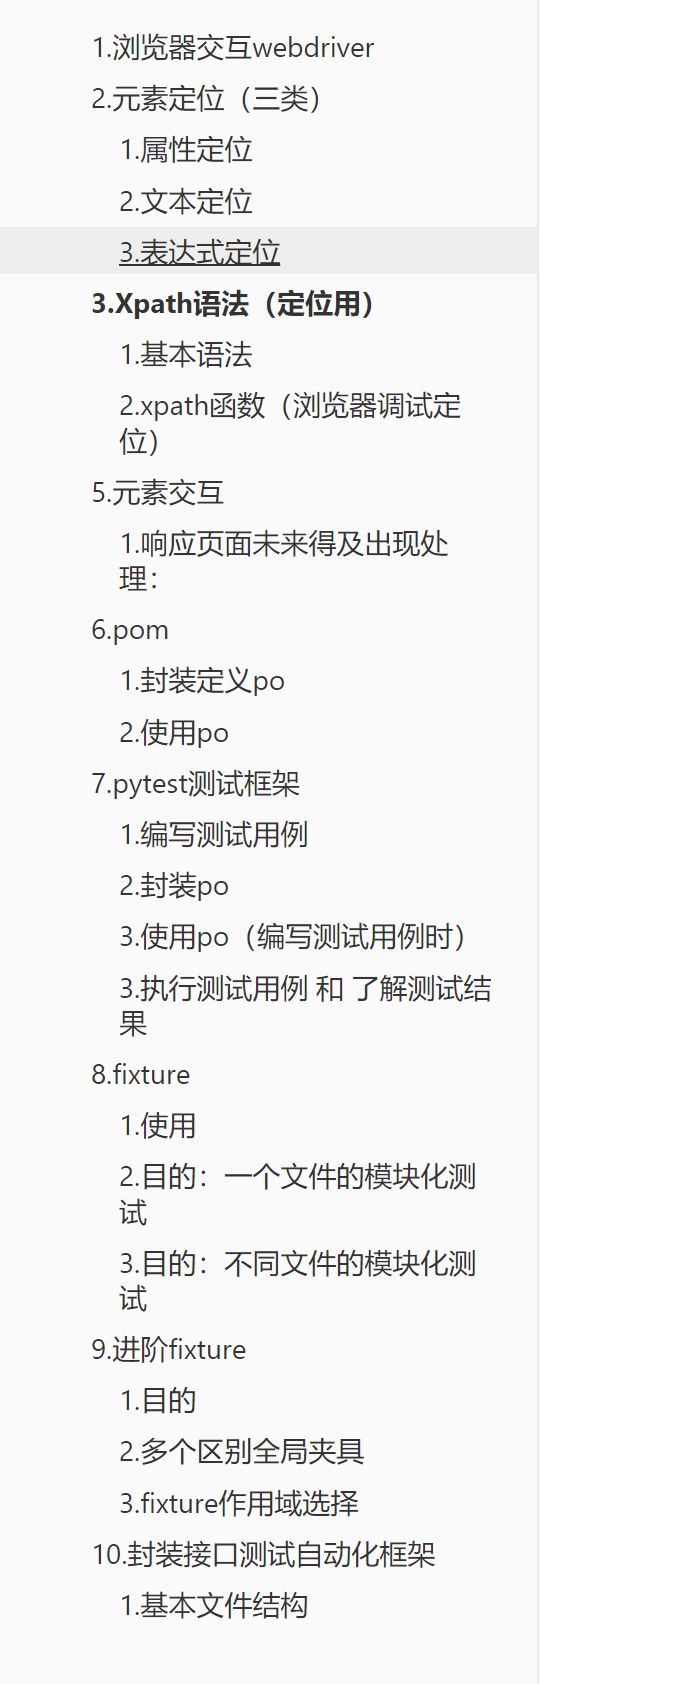 1.浏览器交互webdriver
2.元素定位（三类）
1.属性定位
2.文本定位
3.表达式定位
3.Xpath语法（定位用）
1.基本语法
2.xpath函数（浏览器调试定
位）
5.元素交互
1.响应页面未来得及出现处
理：
6.pom
1.封装定义po
2.使用po
7.pytest测试框架
1.编写测试用例
2.封装po
3.使用po（编写测试用例时）
3.执行测试用例 和 了解测试结
果
8.fixture
1.使用
2.目的：一个文件的模块化测
试
3.目的：不同文件的模块化测
试
9.进阶fixture
1.目的
2.多个区别全局夹具
3.fixture作用域选择
10.封装接口测试自动化框架
1.基本文件结构